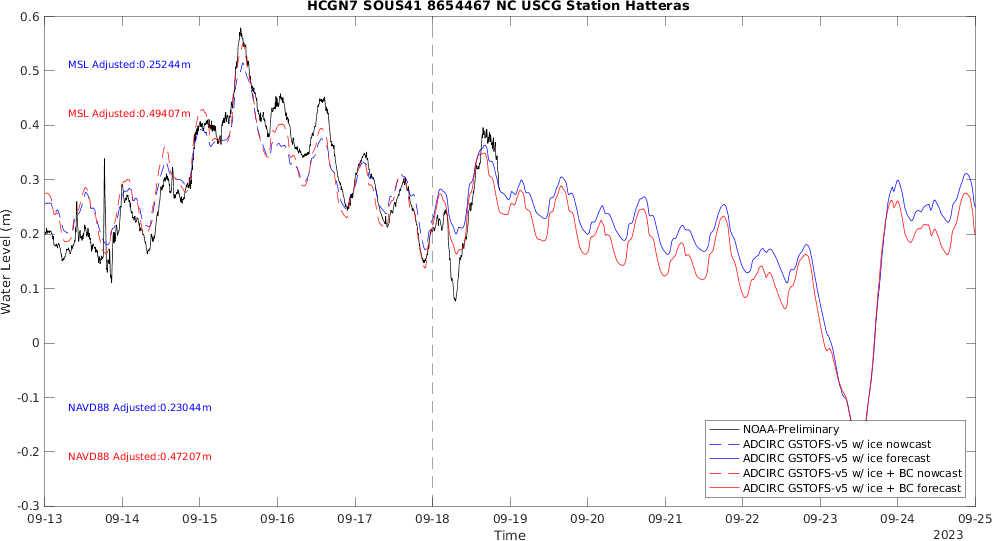 HCGN7 SOUS41 8654467 NC USCG Station Hatteras
Water Level (m)
0.6
0.5
0.4
0.3
0.2
0.1
0
-0.1
-0.2
-0.3
MSL Adjusted:0.25244m
MSL Adjusted:0.49407m
NAVD88 Adjusted:0.23044m
NAVD88 Adjusted:0.47207m
NOAA-Preliminary
ADCIRC GSTOFS-v5 w/ ice nowcast
ADCIRC GSTOFS-v5 w/ ice forecast
ADCIRC GSTOFS-v5 w/ ice + BC nowcast
ADCIRC GSTOFS-v5 w/ ice + BC forecast
09-13 09-14 09-15 09-16 09-17 09-18 09-19 09-20 09-21 09-22 09-23 09-24 09-25
Time
2023